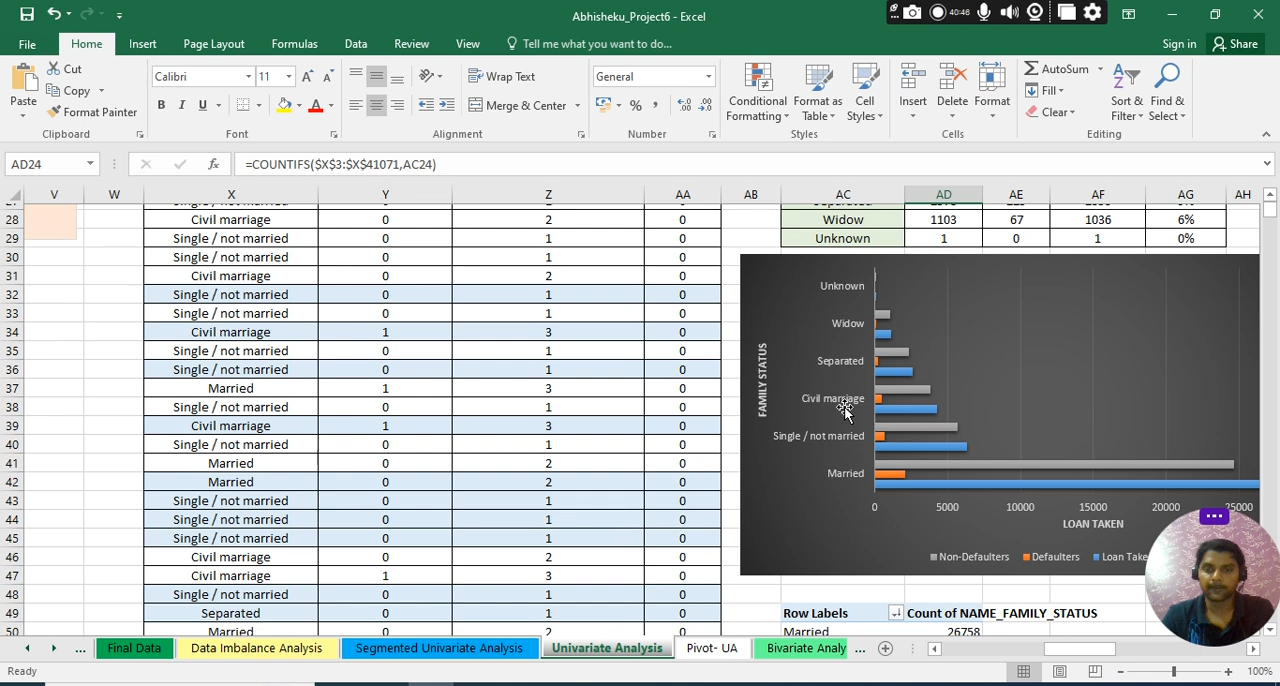 Abhisheku_Project6 - Excel
40:46
File Home Insert Page Layout Formulas Data Review View Tell me what you want to do... Sign in Share
Paste Cut Copy Format Painter
Calibri 11 B I U
Wrap Text Merge & Center
General % ,
Conditional Formatting Format as Table Cell Styles
Insert Delete Format
AutoSum Fill Clear
Sort & Filter Find & Select
Clipboard Font Alignment Number Styles Cells Editing
AD24 fx =COUNTIFS($X$3:$X$41071,AC24)
V W X Y Z AA AB AC AD AE AF AG AH
28 Civil marriage 0 2 0 Widow 1103 67 1036 6%
29 Single / not married 0 1 0 Unknown 1 0 1 0%
30 Single / not married 0 1 0
31 Civil marriage 0 2 0
32 Single / not married 0 1 0
33 Single / not married 0 1 0
34 Civil marriage 1 3 0
35 Single / not married 0 1 0
36 Single / not married 0 1 0
37 Married 1 3 0
38 Single / not married 0 1 0
39 Civil marriage 1 3 0
40 Single / not married 0 1 0
41 Married 0 2 0
42 Married 0 2 0
43 Single / not married 0 1 0
44 Single / not married 0 1 0
45 Single / not married 0 1 0
46 Civil marriage 0 2 0
47 Civil marriage 1 3 0
48 Single / not married 0 1 0
49 Separated 0 1 0
50 Married 0 2 0
FAMILY STATUS
Unknown
Widow
Separated
Civil marriage
Single / not married
Married
0 5000 10000 15000 20000 25000
LOAN TAKEN
Non-Defaulters Defaulters Loan Take
Row Labels Count of NAME_FAMILY_STATUS
Married 26758
... Final Data Data Imbalance Analysis Segmented Univariate Analysis Univariate Analysis Pivot- UA Bivariate Analy ...
Ready 100%